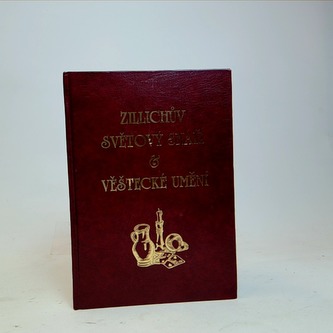 ZILLICHŮV
SVĚTOVÝ SNÁŘ
&
VĚŠTECKÉ UMĚNÍ